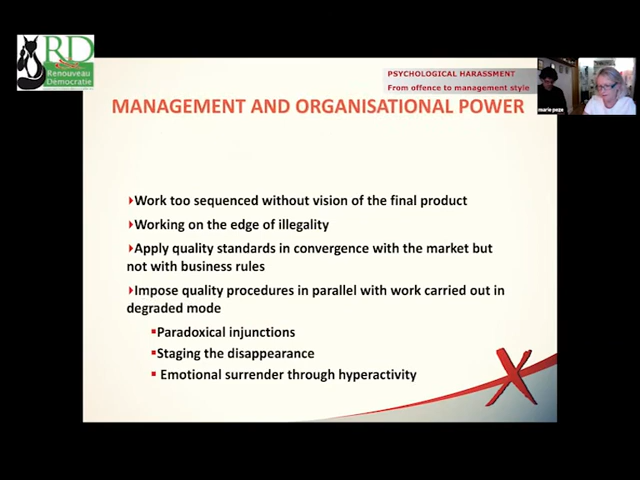 RD
Renouveau
Démocratie
PSYCHOLOGICAL HARASSMENT
From offence to management style
marie peze
MANAGEMENT AND ORGANISATIONAL POWER
Work too sequenced without vision of the final product
Working on the edge of illegality
Apply quality standards in convergence with the market but
not with business rules
Impose quality procedures in parallel with work carried out in
degraded mode
Paradoxical injunctions
Staging the disappearance
Emotional surrender through hyperactivity